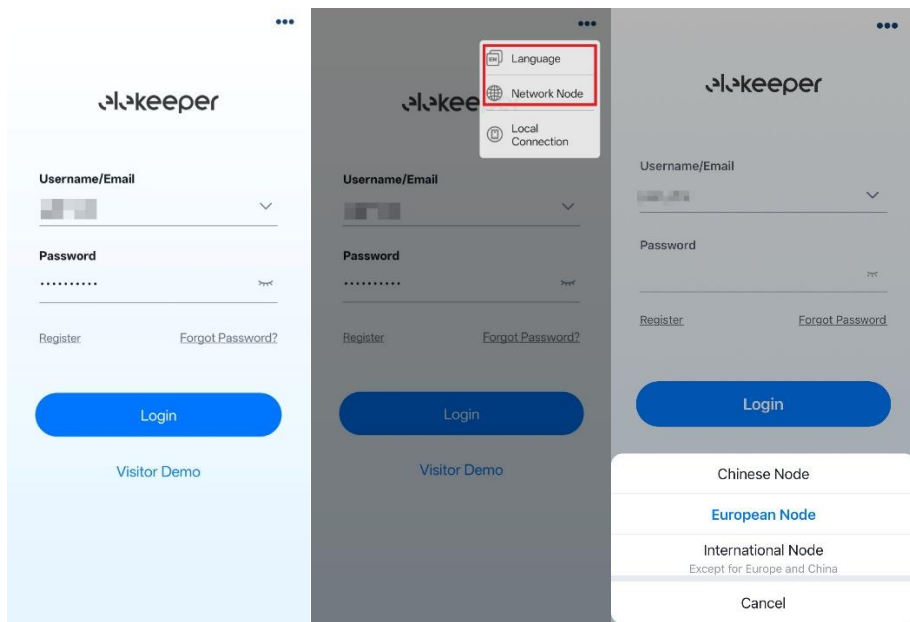 •••
elekeeper
Username/Email
Password
••••••••••
Register
Forgot Password?
Login
Visitor Demo
•••
EN
Language
Network Node
Local
Connection
elekee
Username/Email
Password
••••••••••
Register
Forgot Password?
Login
Visitor Demo
•••
elekeeper
Username/Email
Password
Register
Forgot Password
Login
Chinese Node
European Node
International Node
Except for Europe and China
Cancel